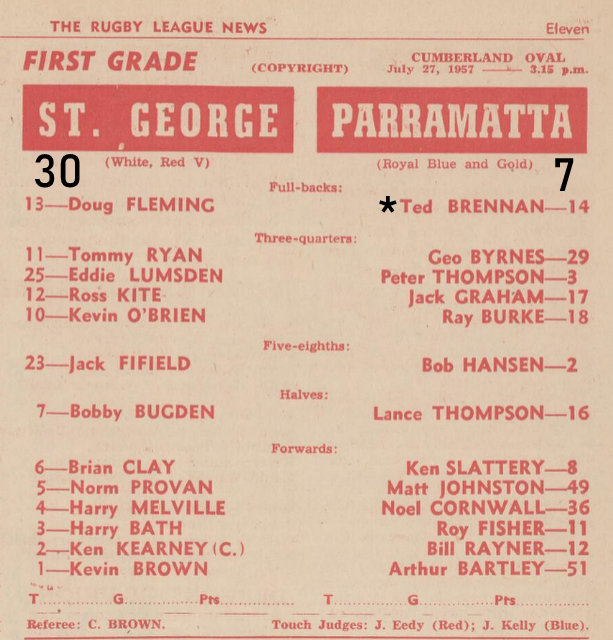 THE RUGBY LEAGUE NEWS Eleven
FIRST GRADE (COPYRIGHT) CUMBERLAND OVAL
July 27, 1957 —— 3.15 p.m.
ST. GEORGE PARRAMATTA
30 (White, Red V) (Royal Blue and Gold) 7
Full-backs:
13—Doug FLEMING *Ted BRENNAN—14
Three-quarters:
11—Tommy RYAN Geo BYRNES—29
25—Eddie LUMSDEN Peter THOMPSON—3
12—Ross KITE Jack GRAHAM—17
10—Kevin O'BRIEN Ray BURKE—18
Five-eighths:
23—Jack FIFIELD Bob HANSEN—2
Halves:
7—Bobby BUGDEN Lance THOMPSON—16
Forwards:
6—Brian CLAY Ken SLATTERY—8
5—Norm PROVAN Matt JOHNSTON—49
4—Harry MELVILLE Noel CORNWALL—36
3—Harry BATH Roy FISHER—11
2—Ken KEARNEY (C.) Bill RAYNER—12
1—Kevin BROWN Arthur BARTLEY—51
T..............G..............Pts.............. T..............G..............Pts..............
Referee: C. BROWN. Touch Judges: J. Eedy (Red); J. Kelly (Blue).